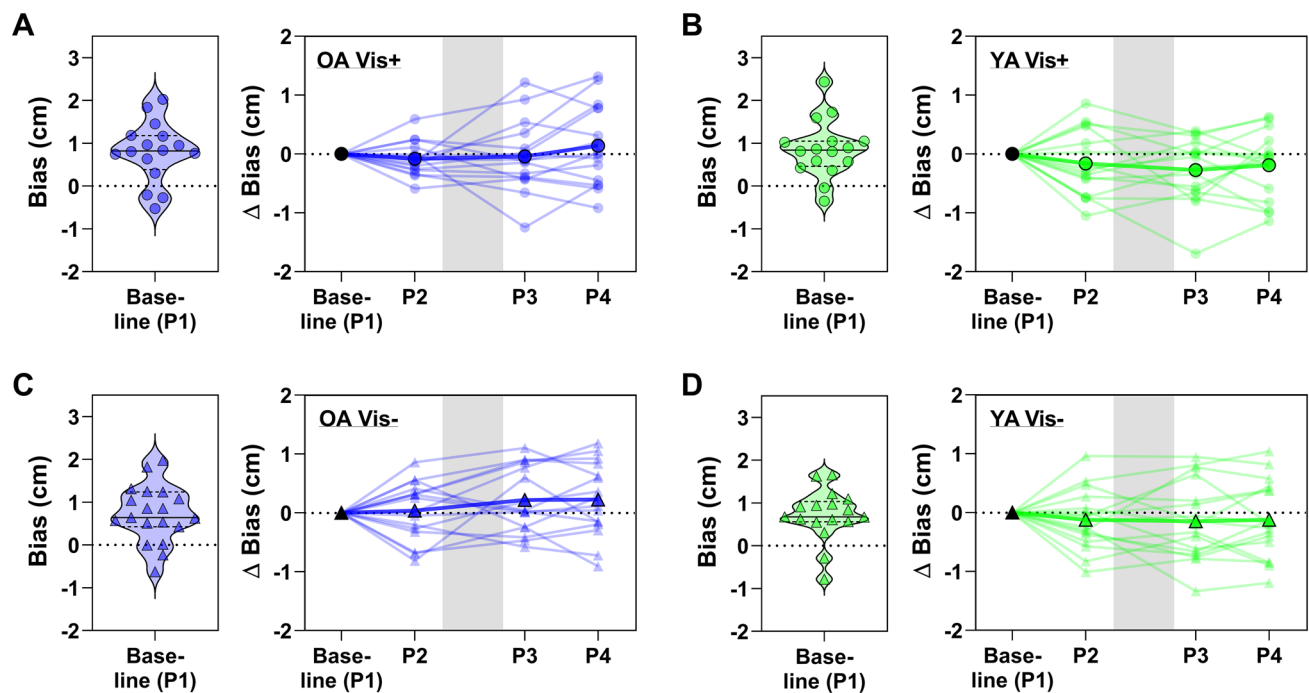 A
Bias (cm)
3
2
1
0
-1
-2
Base-
line (P1)
Δ Bias (cm)
2
1
0
-1
-2
OA Vis+
Base-
line (P1)
P2
P3
P4
B
Bias (cm)
3
2
1
0
-1
-2
Base-
line (P1)
Δ Bias (cm)
2
1
0
-1
-2
YA Vis+
Base-
line (P1)
P2
P3
P4
C
Bias (cm)
3
2
1
0
-1
-2
Base-
line (P1)
Δ Bias (cm)
2
1
0
-1
-2
OA Vis-
Base-
line (P1)
P2
P3
P4
D
Bias (cm)
3
2
1
0
-1
-2
Base-
line (P1)
Δ Bias (cm)
2
1
0
-1
-2
YA Vis-
Base-
line (P1)
P2
P3
P4